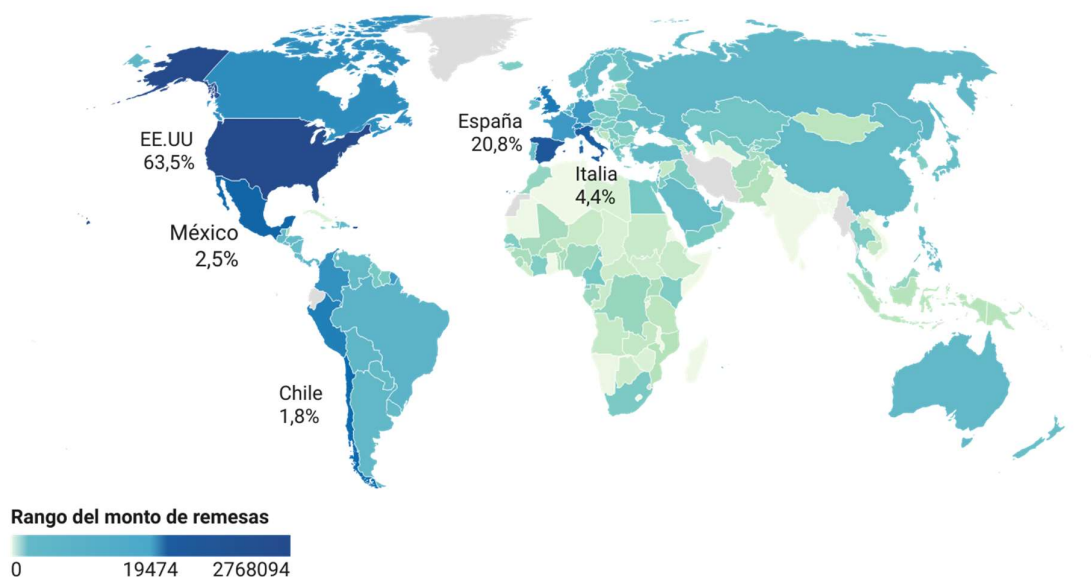 EE.UU
63,5%
España
20,8%
Italia
4,4%
México
2,5%
Chile
1,8%
Rango del monto de remesas
0 19474 2768094